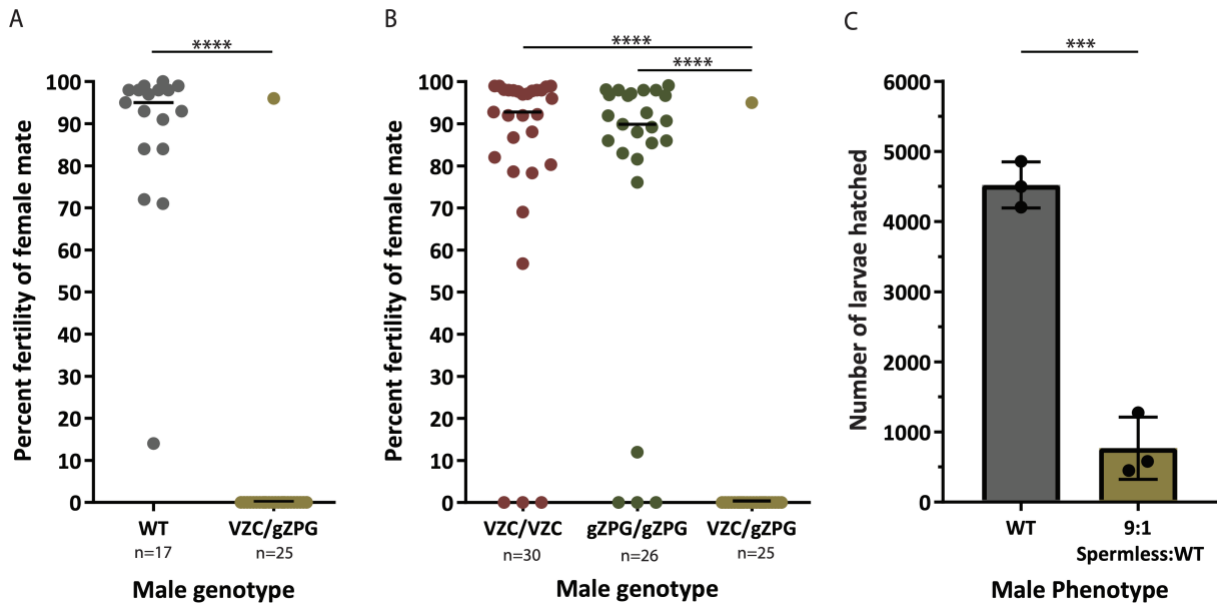 A
****
Percent fertility of female mate
100
90
80
70
60
50
40
30
20
10
0
WT
VZC/gZPG
n=17
n=25
Male genotype
B
****
****
Percent fertility of female mate
100
90
80
70
60
50
40
30
20
10
0
VZC/VZC
gZPG/gZPG
VZC/gZPG
n=30
n=26
n=25
Male genotype
C
***
Number of larvae hatched
6000
5000
4000
3000
2000
1000
0
WT
9:1
Spermless:WT
Male Phenotype